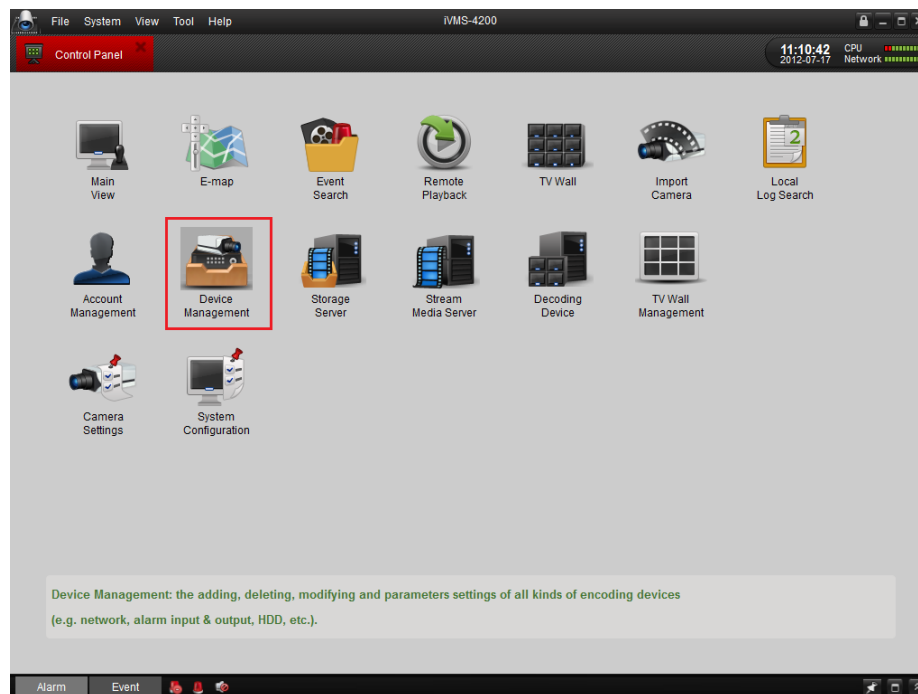 File System View Tool Help iVMS-4200
Control Panel
11:10:42
2012-07-17
CPU
Network
2
Main
View
E-map
Event
Search
Remote
Playback
TV Wall
Import
Camera
Local
Log Search
Account
Management
Device
Management
Storage
Server
Stream
Media Server
Decoding
Device
TV Wall
Management
Camera
Settings
System
Configuration
Device Management: the adding, deleting, modifying and parameters settings of all kinds of encoding devices
(e.g. network, alarm input & output, HDD, etc.).
Alarm Event